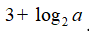 3 + log₂ a .